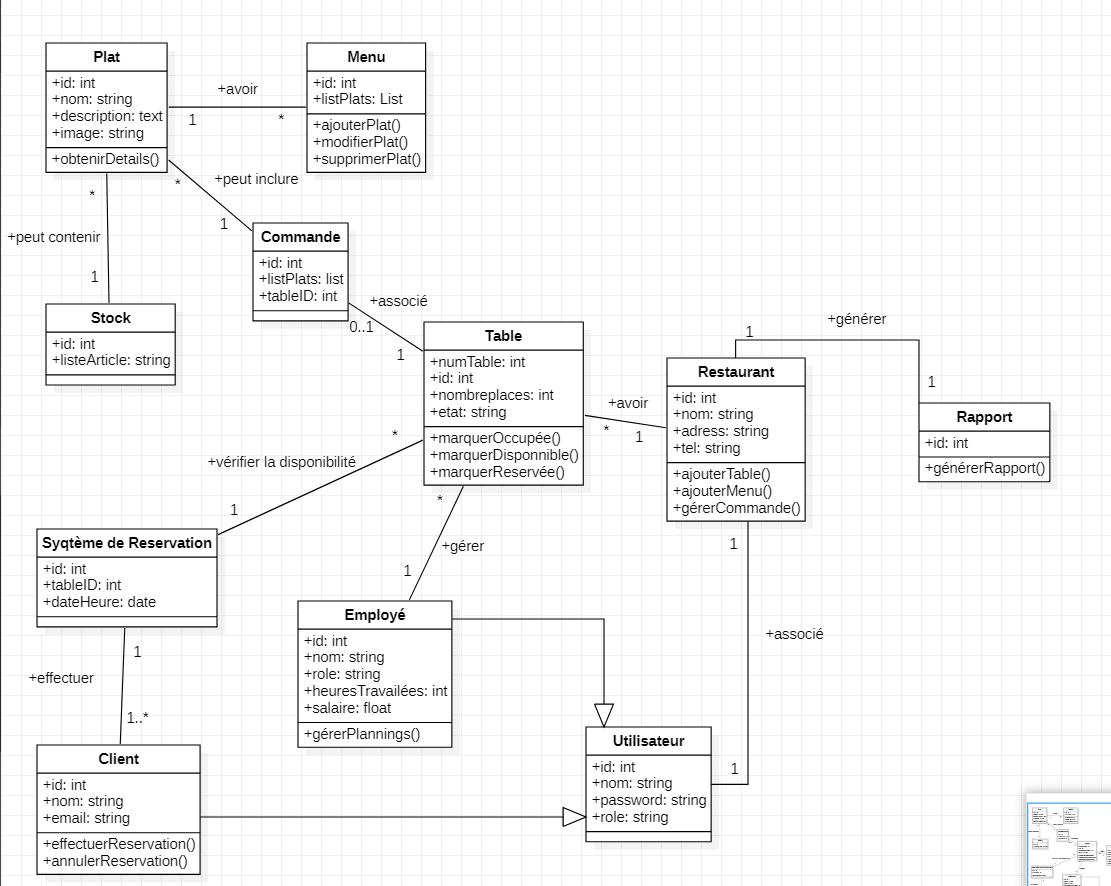 Plat
+id: int
+nom: string
+description: text
+image: string
+obtenirDetails()
+avoir
1
*
Menu
+id: int
+listPlats: List
+ajouterPlat()
+modifierPlat()
+supprimerPlat()
*
+peut contenir
1
*
+peut inclure
1
Commande
+id: int
+listPlats: list
+tableID: int
Stock
+id: int
+listeArticle: string
+associé
0..1
1
Table
+numTable: int
+id: int
+nombreplaces: int
+etat: string
+marquerOccupée()
+marquerDisponnible()
+marquerReservée()
+avoir
*
1
Restaurant
+id: int
+nom: string
+adress: string
+tel: string
+ajouterTable()
+ajouterMenu()
+gérerCommande()
+générer
1
1
Rapport
+id: int
+générerRapport()
*
+vérifier la disponibilité
1
Syqtème de Reservation
+id: int
+tableID: int
+dateHeure: date
*
+gérer
1
Employé
+id: int
+nom: string
+role: string
+heuresTravailées: int
+salaire: float
+gérerPlannings()
1
+associé
1
1
+effectuer
1..*
Client
+id: int
+nom: string
+email: string
+effectuerReservation()
+annulerReservation()
Utilisateur
+id: int
+nom: string
+password: string
+role: string